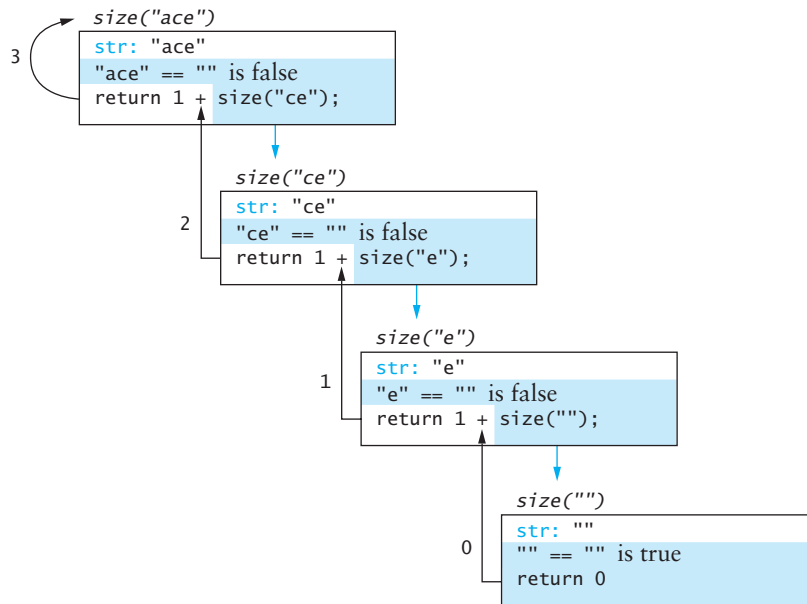 size("ace")
3
str: "ace"
"ace" == "" is false
return 1 + size("ce");
size("ce")
2
str: "ce"
"ce" == "" is false
return 1 + size("e");
size("e")
1
str: "e"
"e" == "" is false
return 1 + size("");
size("")
0
str: ""
"" == "" is true
return 0